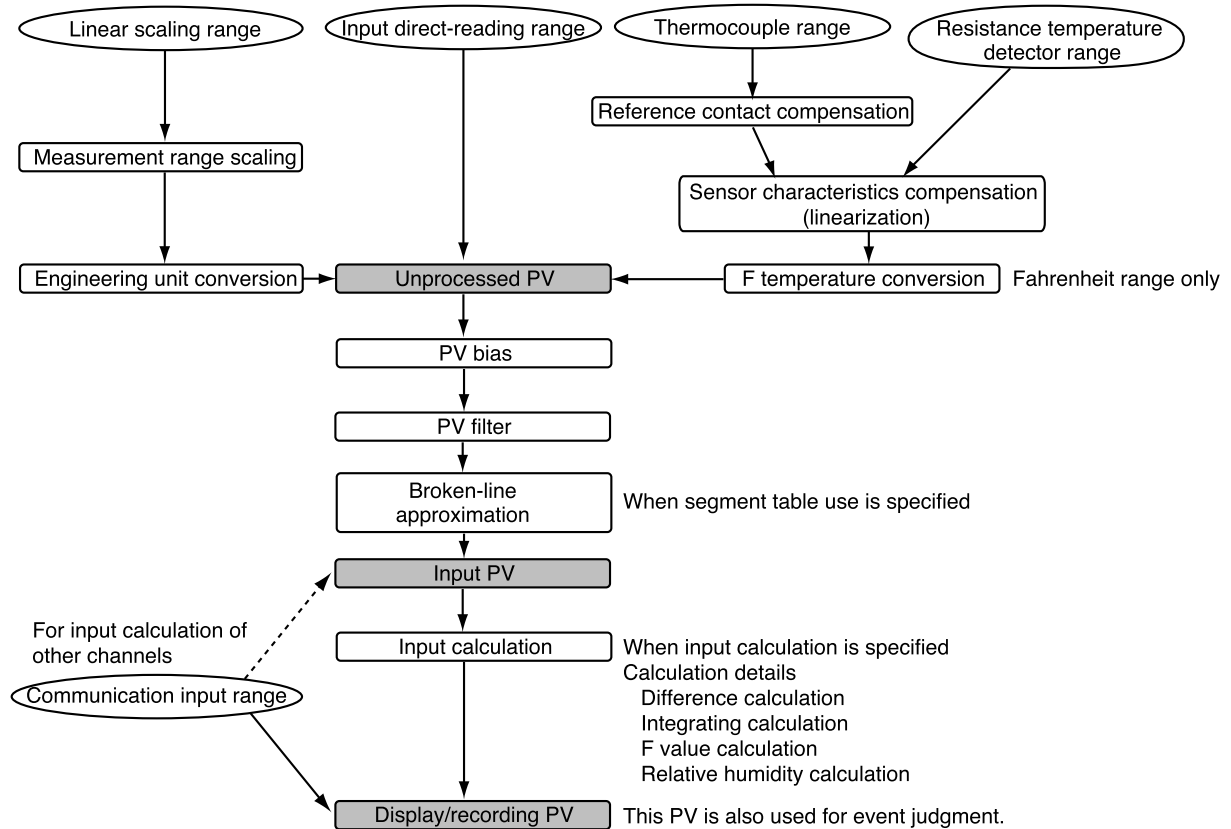 Linear scaling range
Input direct-reading range
Thermocouple range
Resistance temperature
detector range
Reference contact compensation
Measurement range scaling
Sensor characteristics compensation
(linearization)
Engineering unit conversion
Unprocessed PV
F temperature conversion
Fahrenheit range only
PV bias
PV filter
Broken-line
approximation
When segment table use is specified
Input PV
For input calculation of
other channels
Input calculation
When input calculation is specified
Calculation details
Difference calculation
Integrating calculation
F value calculation
Relative humidity calculation
Communication input range
Display/recording PV
This PV is also used for event judgment.